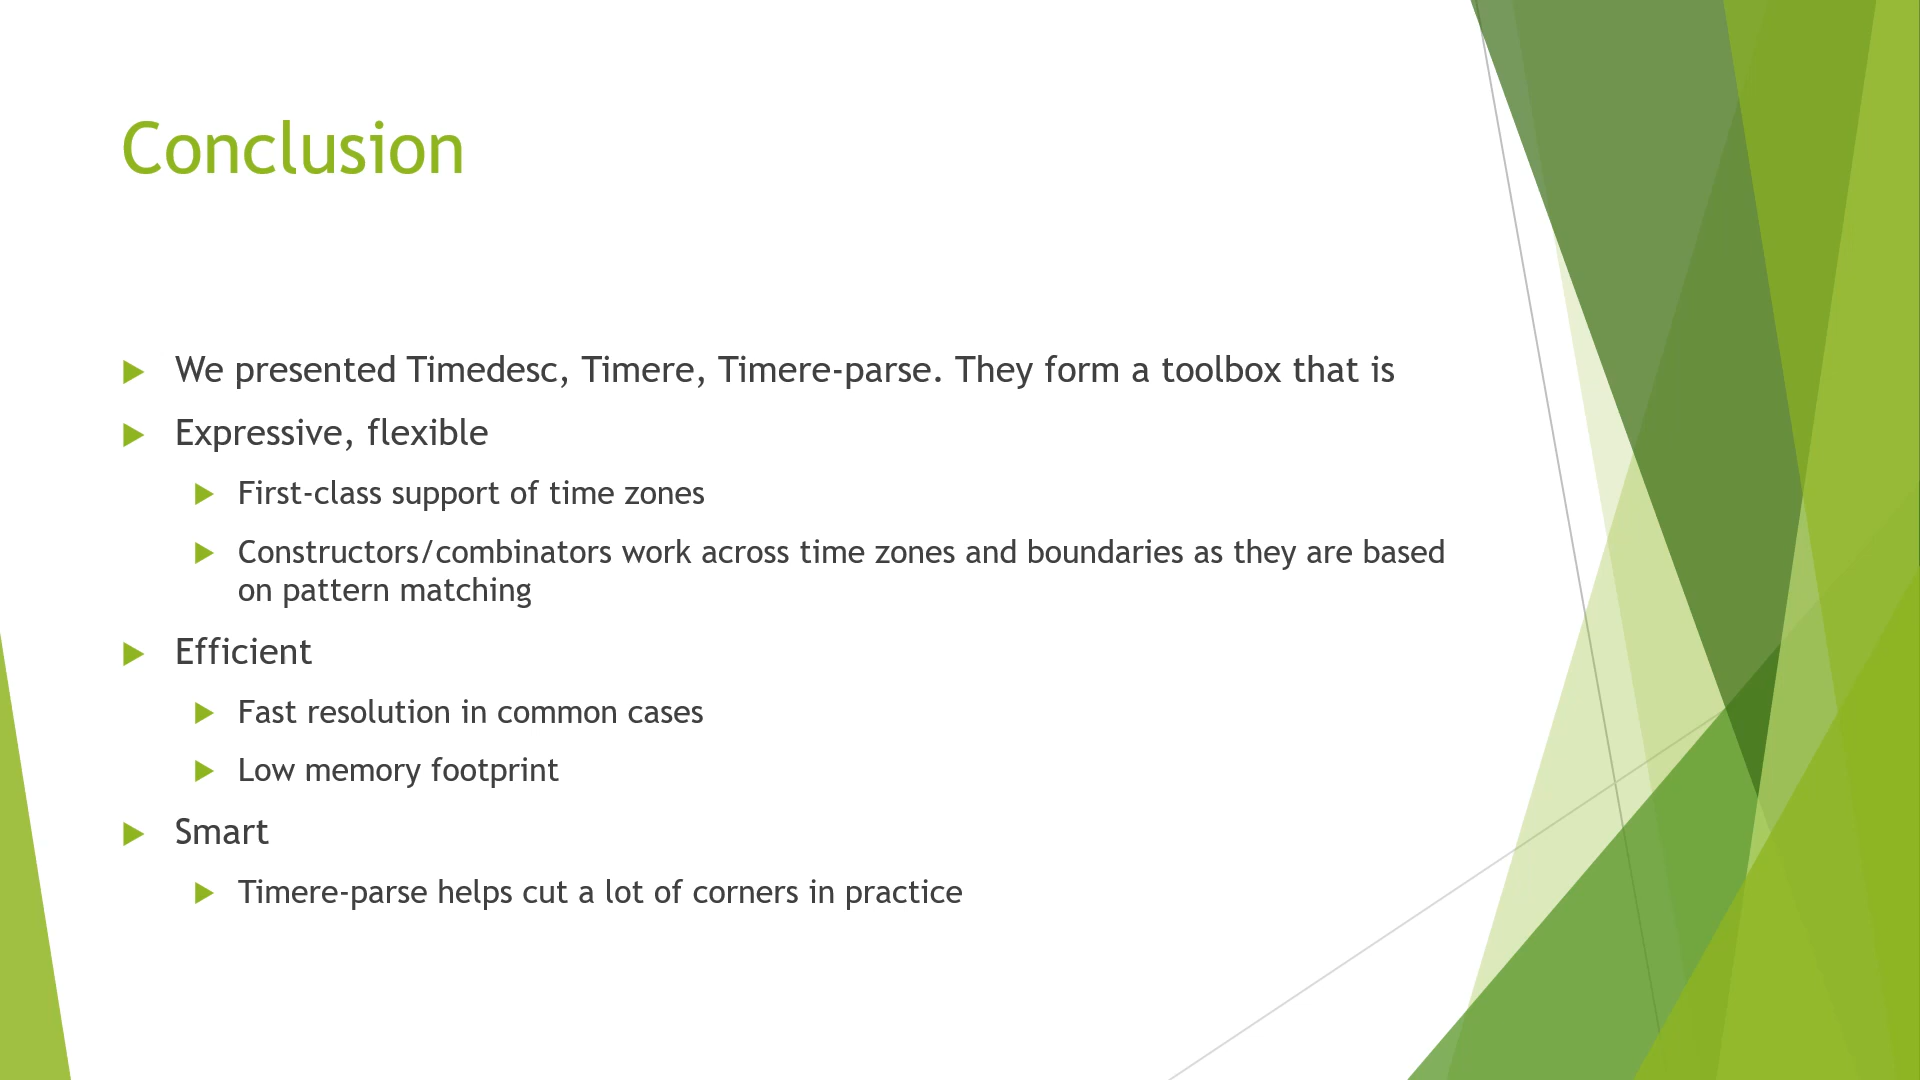 Conclusion
We presented Timedesc, Timere, Timere-parse. They form a toolbox that is
Expressive, flexible
First-class support of time zones
Constructors/combinators work across time zones and boundaries as they are based
on pattern matching
Efficient
Fast resolution in common cases
Low memory footprint
Smart
Timere-parse helps cut a lot of corners in practice